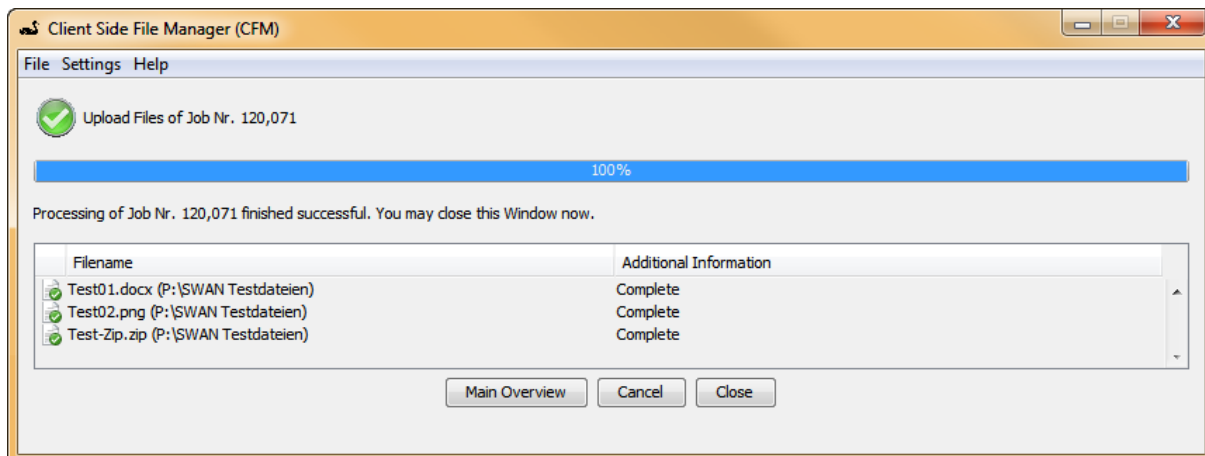 Client Side File Manager (CFM)
File Settings Help
Upload Files of Job Nr. 120,071
100%
Processing of Job Nr. 120,071 finished successful. You may close this Window now.
Filename Additional Information
Test01.docx (P:\SWAN Testdateien) Complete
Test02.png (P:\SWAN Testdateien) Complete
Test-Zip.zip (P:\SWAN Testdateien) Complete
Main Overview Cancel Close